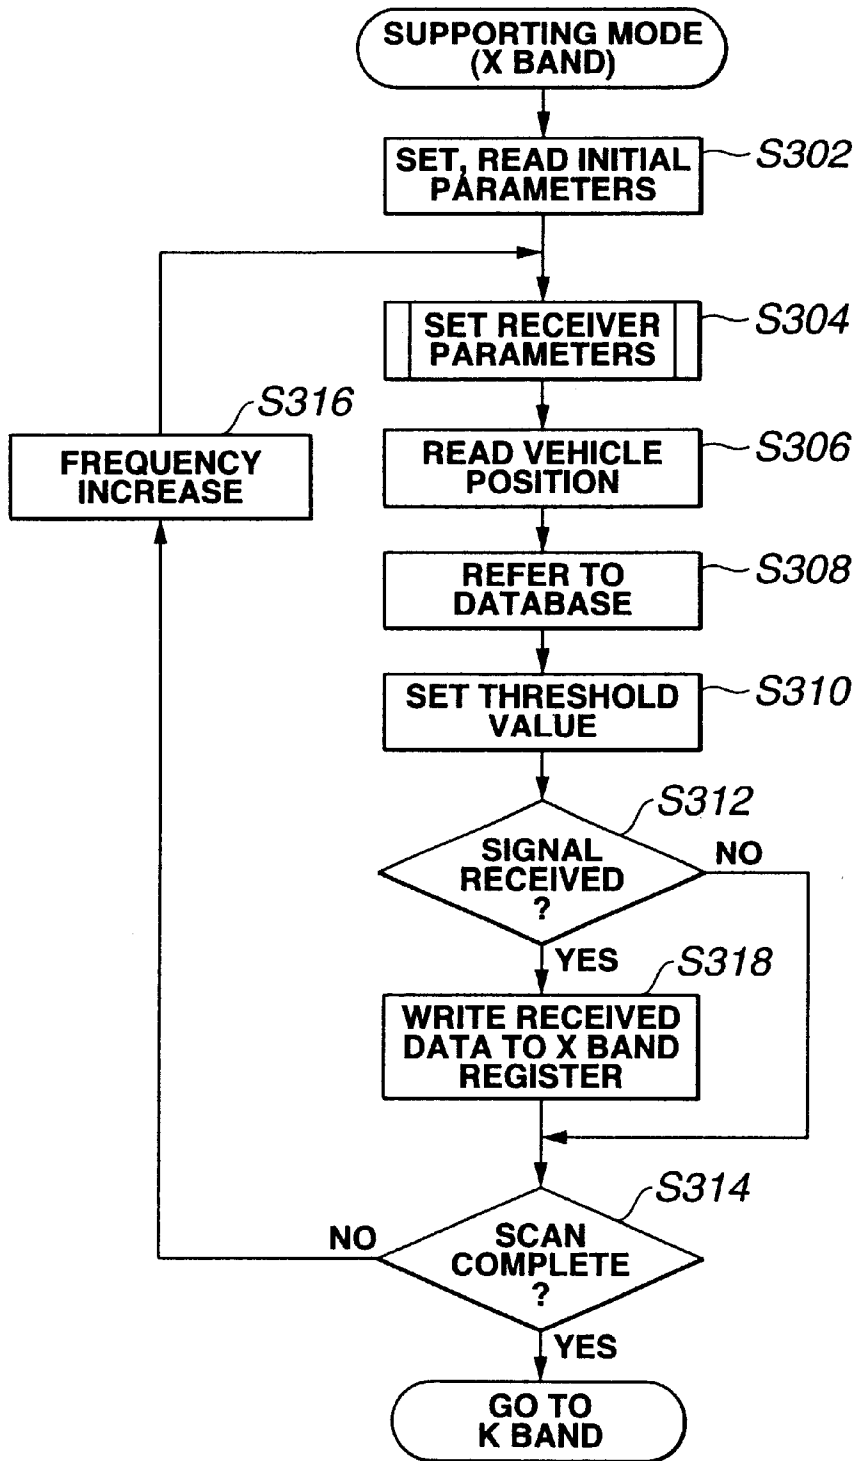 SUPPORTING MODE
(X BAND)
SET, READ INITIAL
PARAMETERS
S302
SET RECEIVER
PARAMETERS
S304
S316
FREQUENCY
INCREASE
READ VEHICLE
POSITION
S306
REFER TO
DATABASE
S308
SET THRESHOLD
VALUE
S310
S312
SIGNAL
RECEIVED
?
NO
YES
S318
WRITE RECEIVED
DATA TO X BAND
REGISTER
S314
NO
SCAN
COMPLETE
?
YES
GO TO
K BAND